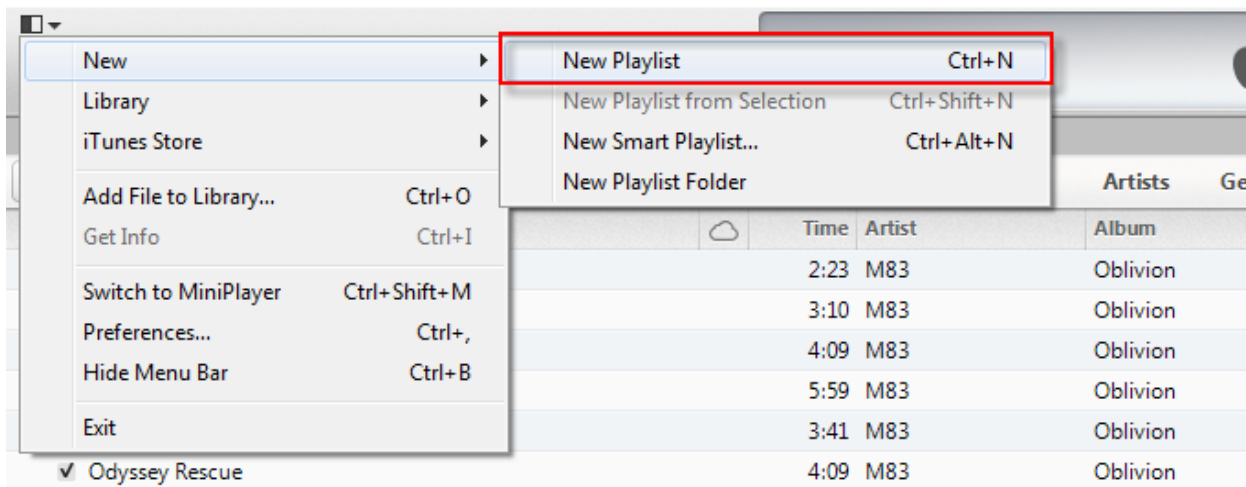 New
Library
iTunes Store
Add File to Library... Ctrl+O
Get Info Ctrl+I
Switch to MiniPlayer Ctrl+Shift+M
Preferences... Ctrl+,
Hide Menu Bar Ctrl+B
Exit
New Playlist Ctrl+N
New Playlist from Selection Ctrl+Shift+N
New Smart Playlist... Ctrl+Alt+N
New Playlist Folder
Artists
Time Artist Album
2:23 M83 Oblivion
3:10 M83 Oblivion
4:09 M83 Oblivion
5:59 M83 Oblivion
3:41 M83 Oblivion
Odyssey Rescue 4:09 M83 Oblivion